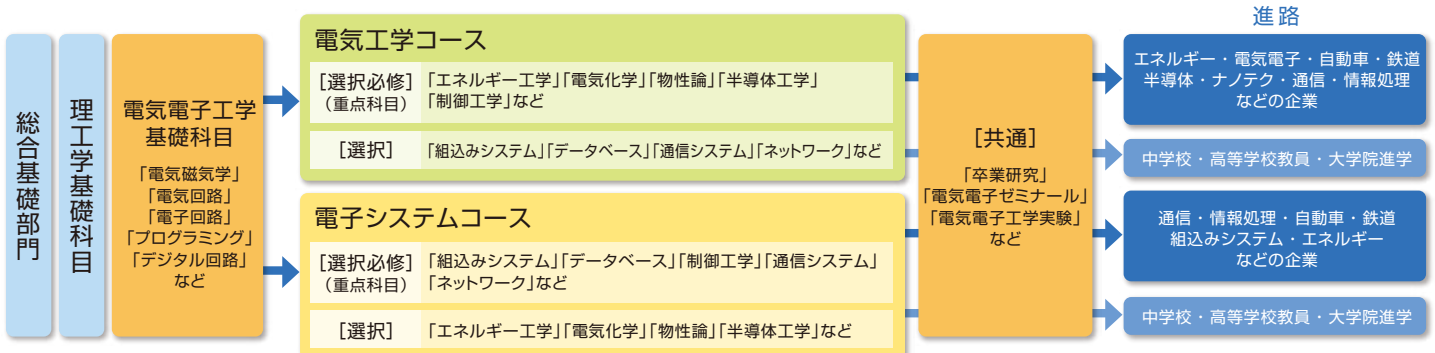 総合基礎部門
理工学基礎科目
電気電子工学
基礎科目
「電気磁気学」
「電気回路」
「電子回路」
「プログラミング」
「デジタル回路」
など
電気工学コース
[選択必修]
（重点科目）
「エネルギー工学」「電気化学」「物性論」「半導体工学」
「制御工学」など
[選択]
「組込みシステム」「データベース」「通信システム」「ネットワーク」など
電子システムコース
[選択必修]
（重点科目）
「組込みシステム」「データベース」「制御工学」「通信システム」
「ネットワーク」など
[選択]
「エネルギー工学」「電気化学」「物性論」「半導体工学」など
[共通]
「卒業研究」
「電気電子ゼミナール」
「電気電子工学実験」
など
進路
エネルギー・電気電子・自動車・鉄道
半導体・ナノテク・通信・情報処理
などの企業
中学校・高等学校教員・大学院進学
通信・情報処理・自動車・鉄道
組込みシステム・エネルギー
などの企業
中学校・高等学校教員・大学院進学